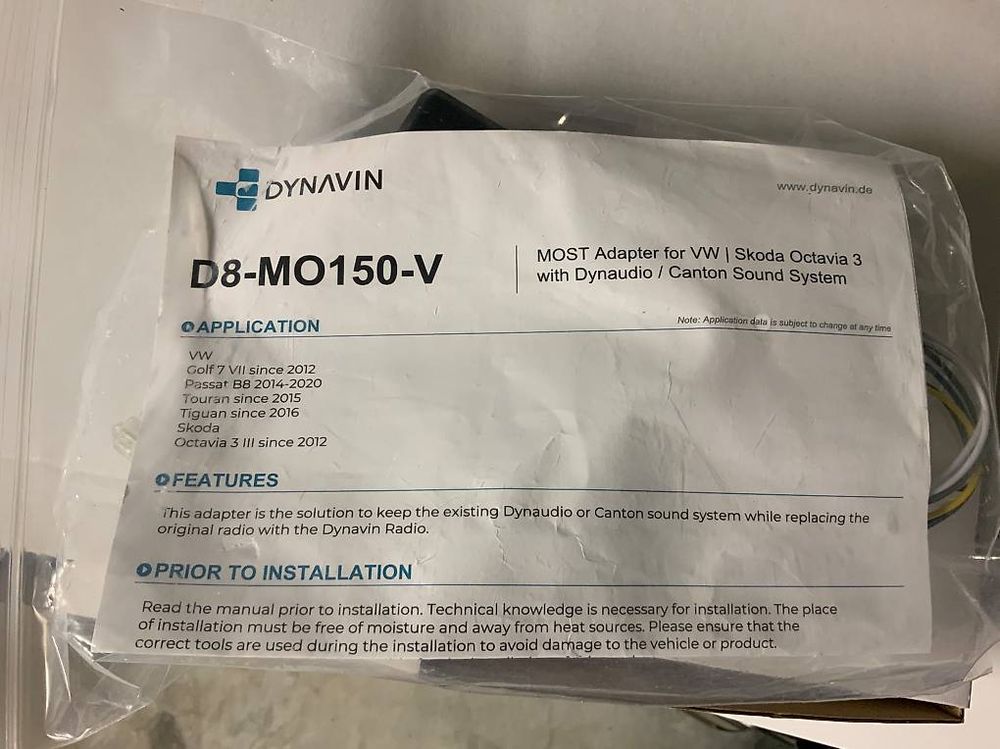 DYNAVIN
www.dynavin.de
D8-MO150-V
MOST Adapter for VW | Skoda Octavia 3
with Dynaudio / Canton Sound System
APPLICATION
Note: Application data is subject to change at any time
VW
Golf 7 VII since 2012
Passat B8 2014-2020
Touran since 2015
Tiguan since 2016
Skoda
Octavia 3 III since 2012
FEATURES
This adapter is the solution to keep the existing Dynaudio or Canton sound system while replacing the
original radio with the Dynavin Radio.
PRIOR TO INSTALLATION
Read the manual prior to installation. Technical knowledge is necessary for installation. The place
of installation must be free of moisture and away from heat sources. Please ensure that the
correct tools are used during the installation to avoid damage to the vehicle or product.